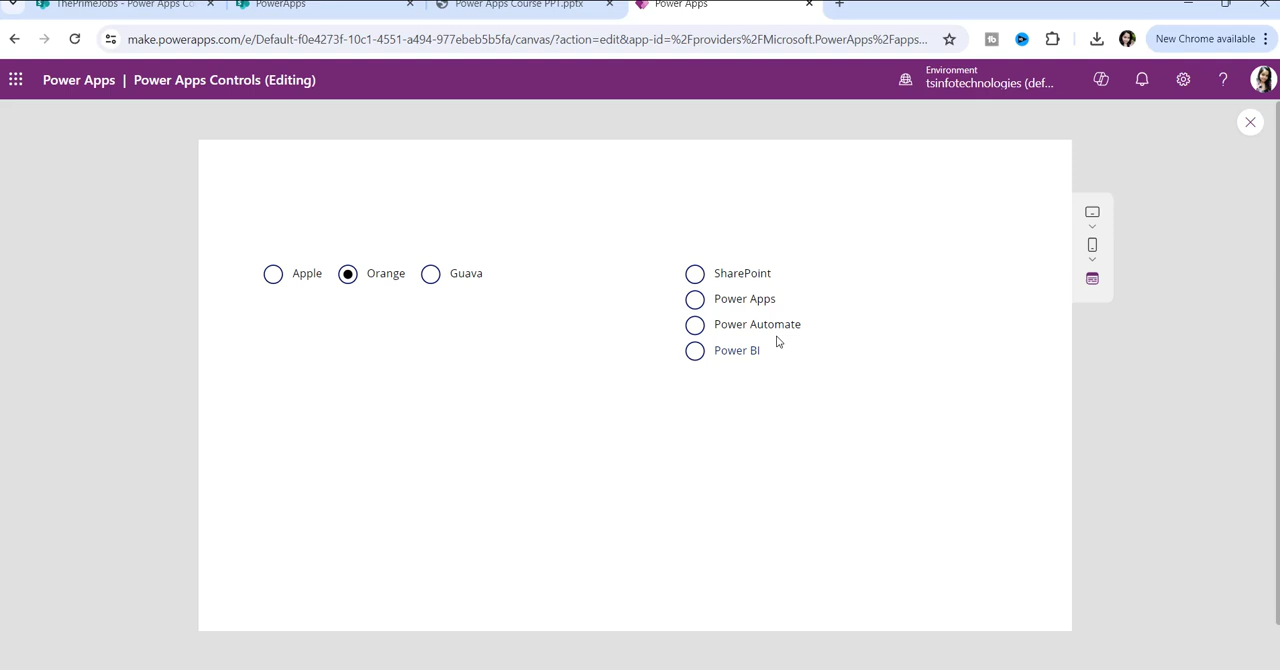 ThePrimeJobs - Power Apps Co
PowerApps
Power Apps Course PPT.pptx
Power Apps
make.powerapps.com/e/Default-f0e4273f-10c1-4551-a494-977ebeb5b5fa/canvas/?action=edit&app-id=%2Fproviders%2FMicrosoft.PowerApps%2Fapps...
New Chrome available
Power Apps | Power Apps Controls (Editing)
Environment
tsinfotechnologies (def...
Apple Orange Guava
SharePoint
Power Apps
Power Automate
Power BI